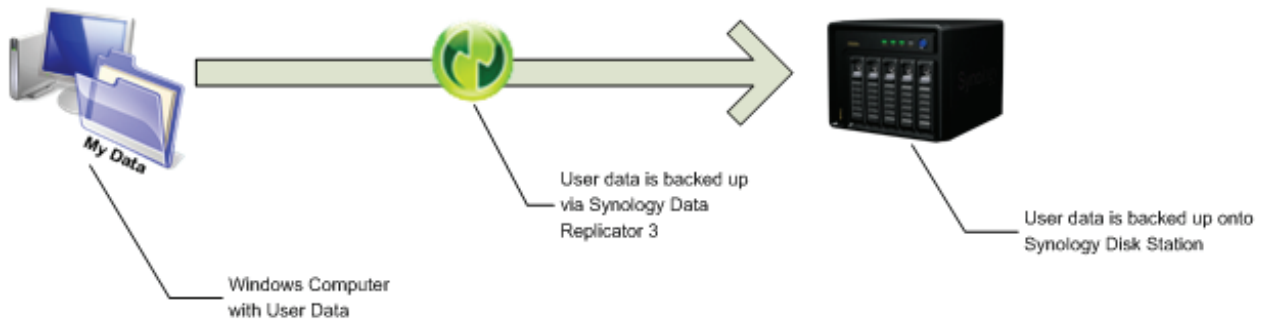 My Data
User data is backed up
via Synology Data
Replicator 3
User data is backed up onto
Synology Disk Station
Windows Computer
with User Data